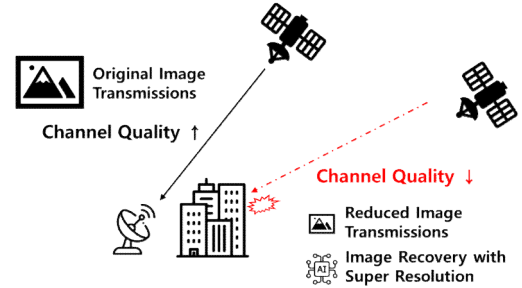 Original Image
Transmissions
Channel Quality ↑
Channel Quality ↓
Reduced Image
Transmissions
AI
Image Recovery with
Super Resolution